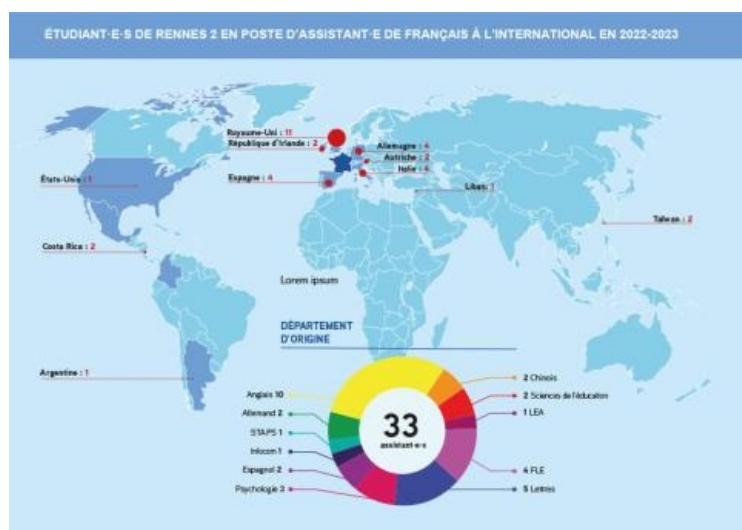 ÉTUDIANT·E·S DE RENNES 2 EN POSTE D'ASSISTANT·E DE FRANÇAIS À L'INTERNATIONAL EN 2022-2023
Royaume-Uni : 11
République d'Irlande : 2
Allemagne : 4
Autriche : 2
Italie : 4
États-Unis : 1
Espagne : 4
Liban : 1
Taïwan : 2
Costa Rica : 2
Lorem ipsum
DÉPARTEMENT
D'ORIGINE
Argentine : 1
Anglais 10
Allemand 2
STAPS 1
Infocom 1
Espagnol 2
Psychologie 3
33
assistant·e·s
2 Chinois
2 Sciences de l'éducation
1 LEA
4 FLE
5 Lettres